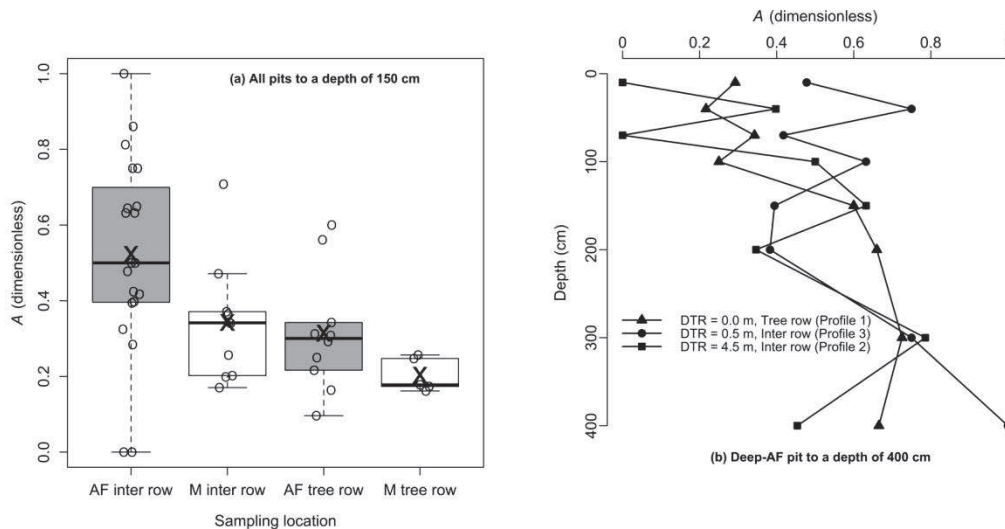 (a) All pits to a depth of 150 cm
A (dimensionless)
1.0
0.8
0.6
0.4
0.2
0.0
AF inter row M inter row AF tree row M tree row
Sampling location
A (dimensionless)
0 0.2 0.4 0.6 0.8
Depth (cm)
0
100
200
300
400
DTR = 0.0 m, Tree row (Profile 1)
DTR = 0.5 m, Inter row (Profile 3)
DTR = 4.5 m, Inter row (Profile 2)
(b) Deep-AF pit to a depth of 400 cm